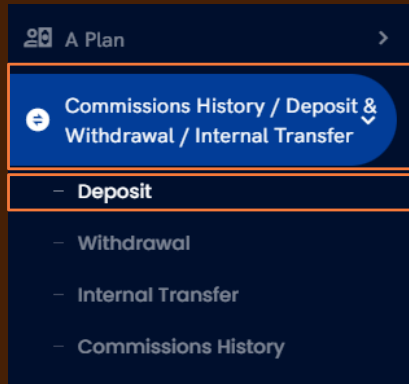 A Plan
Commissions History / Deposit &
Withdrawal / Internal Transfer
Deposit
Withdrawal
Internal Transfer
Commissions History